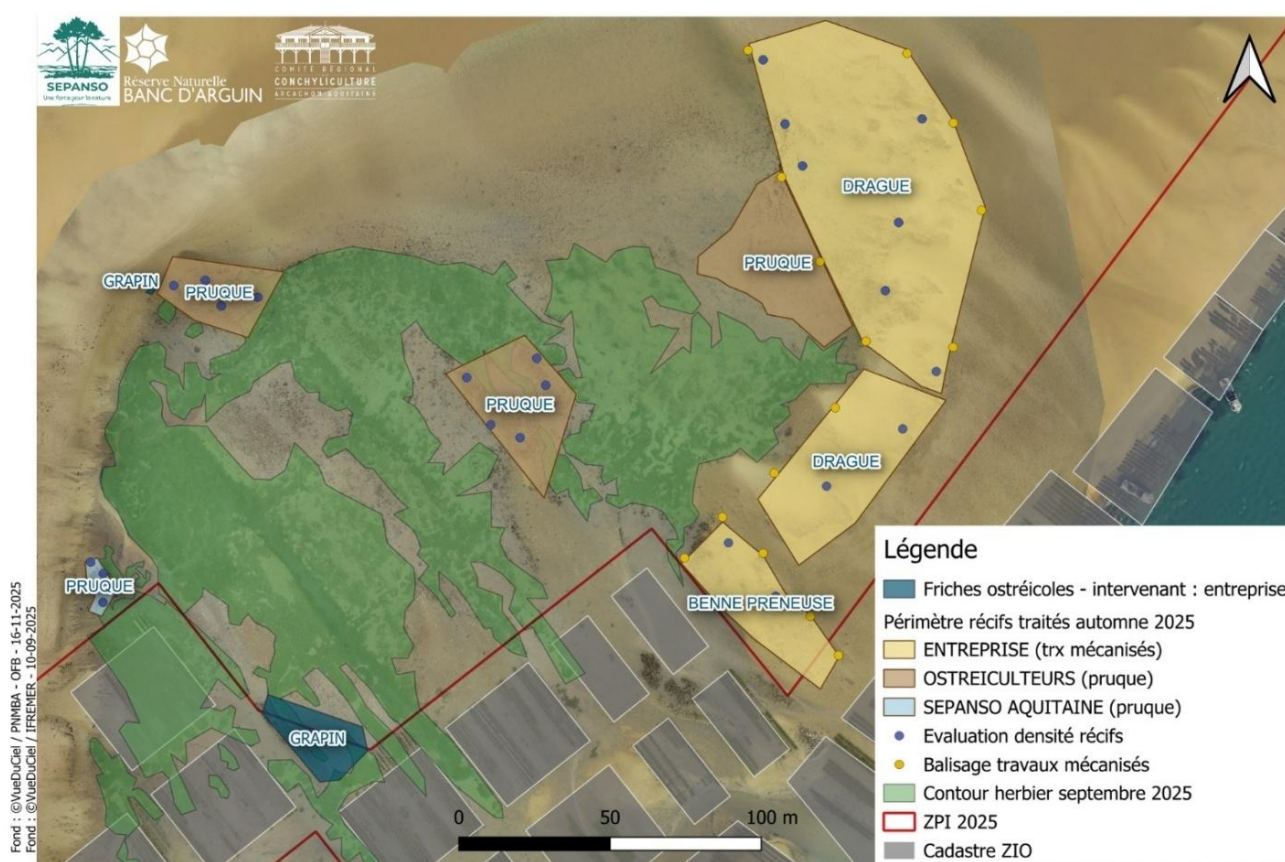 SEPANSO
Une force pour la nature
Réserve Naturelle
BANC D'ARGUIN
COMITÉ RÉGIONAL
CONCHYLICULTURE
ARCACHON AQUITAINE
DRAGUE
PRUQUE
GRAPIN
PRUQUE
PRUQUE
DRAGUE
PRUQUE
BENNE PRENEUSE
GRAPIN
0 50 100 m
Légende
Friches ostréicoles - intervenant : entreprise
Périmètre récifs traités automne 2025
ENTREPRISE (trx mécanisés)
OSTREICULTEURS (pruque)
SEPANSO AQUITAINE (pruque)
Evaluation densité récifs
Balisage travaux mécanisés
Contour herbier septembre 2025
ZPI 2025
Cadastre ZIO
Fond : ©VueDuCiel / PNMBA - OFB - 16-11-2025
Fond : ©VueDuCiel / IFREMER - 10-09-2025